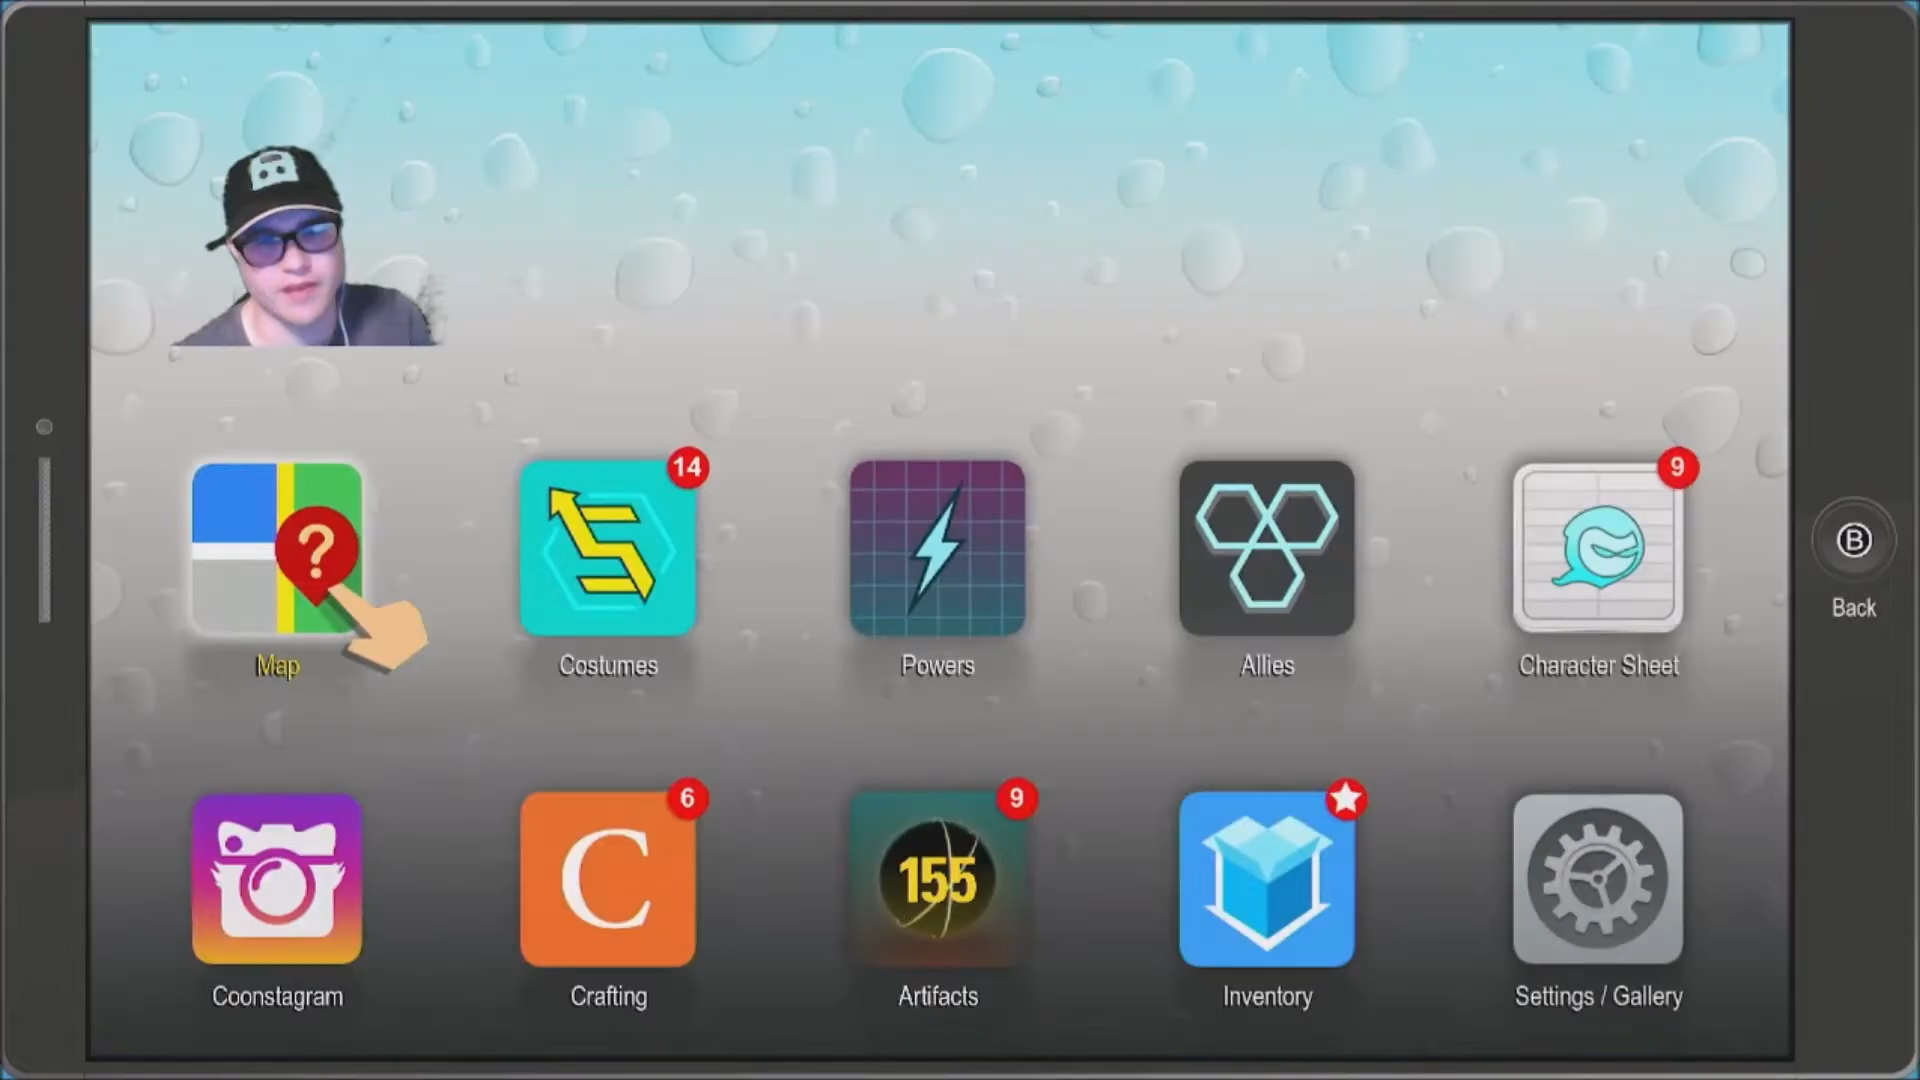 14
9
?
B
Back
Map
Costumes
Powers
Allies
Character Sheet
6
9
C
155
Coonstagram
Crafting
Artifacts
Inventory
Settings / Gallery